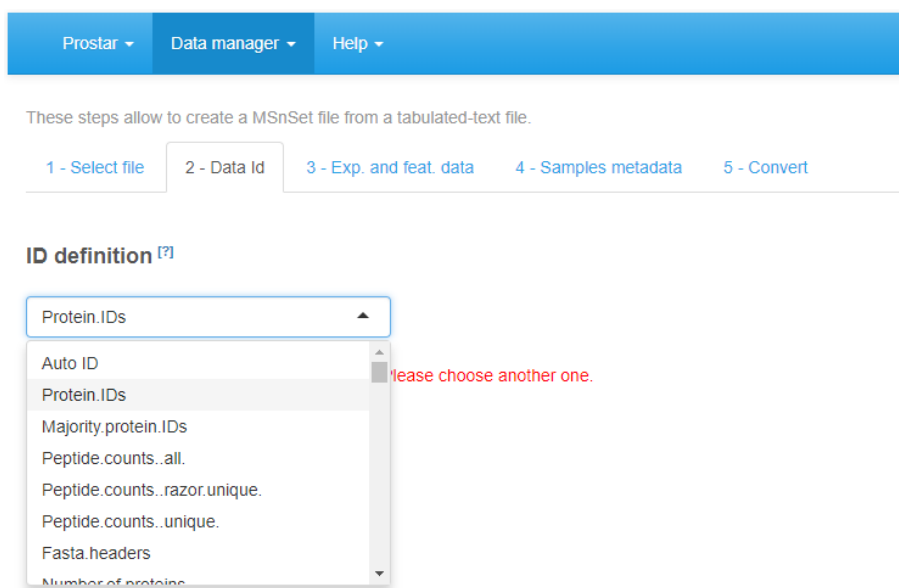 Prostar Data manager Help
These steps allow to create a MSnSet file from a tabulated-text file.
1 - Select file 2 - Data Id 3 - Exp. and feat. data 4 - Samples metadata 5 - Convert
ID definition [?]
Protein.IDs
Auto ID
lease choose another one.
Protein.IDs
Majority.protein.IDs
Peptide.counts..all.
Peptide.counts..razor.unique.
Peptide.counts..unique.
Fasta.headers
Number.of.proteins